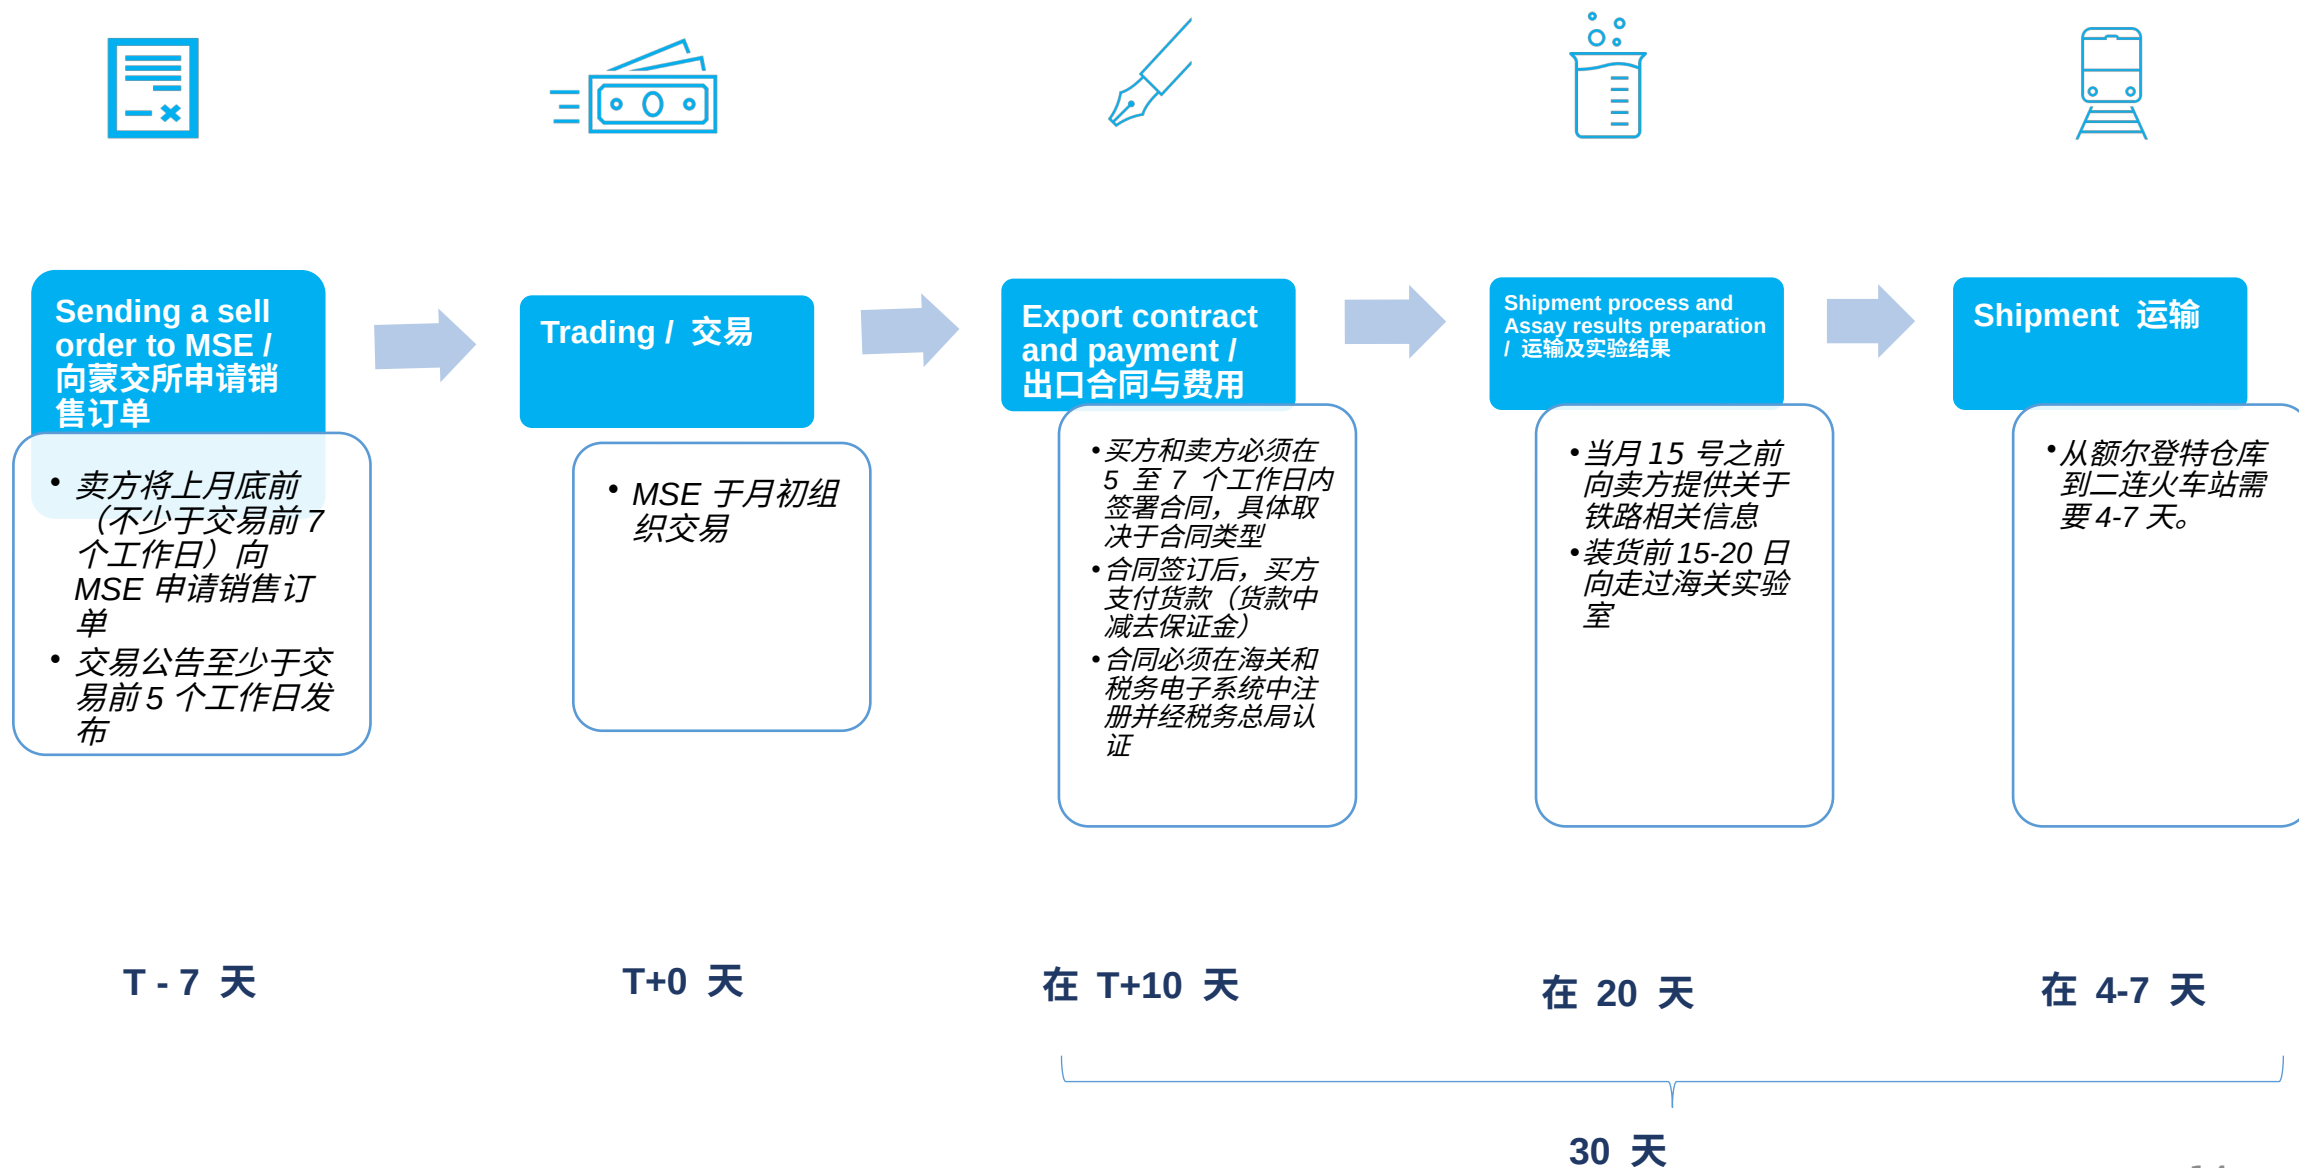 Sending a sell
order to MSE /
向蒙交所申请销
售订单
• 卖方将上月底前
（不少于交易前 7
个工作日）向
MSE 申请销售订
单
• 交易公告至少于交
易前 5 个工作日发
布
Trading / 交易
• MSE 于月初组
织交易
Export contract
and payment /
出口合同与费用
•买方和卖方必须在
5 至 7 个工作日内
签署合同，具体取
决于合同类型
•合同签订后，买方
支付货款（货款中
减去保证金）
•合同必须在海关和
税务电子系统中注
册并经税务总局认
证
Shipment process and
Assay results preparation
/ 运输及实验结果
•当月 15 号之前
向卖方提供关于
铁路相关信息
•装货前 15-20 日
向走过海关实验
室
Shipment 运输
•从额尔登特仓库
到二连火车站需
要 4-7 天。
T - 7 天
T+0 天
在 T+10 天
在 20 天
在 4-7 天
30 天